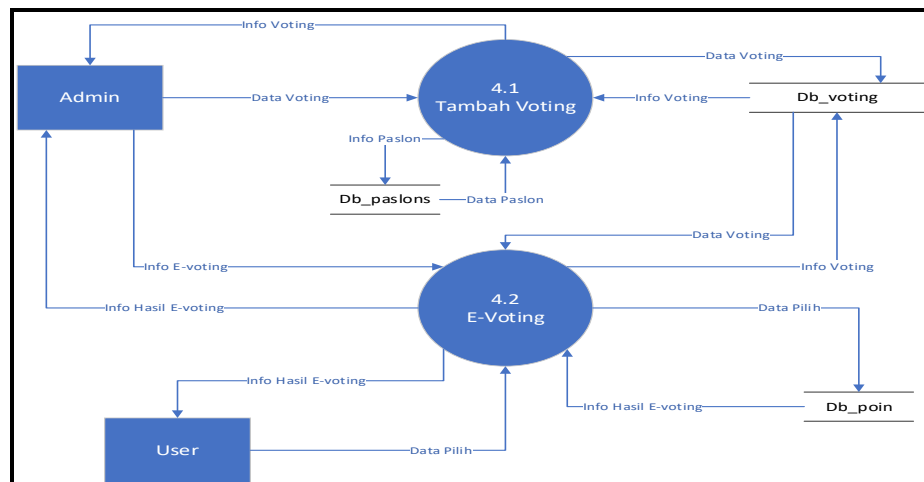 Info Voting
4.1
Tambah Voting
Data Voting
Admin
Data Voting
Info Voting
Db_voting
Info Paslon
Db_paslons
Data Paslon
Data Voting
Info E-voting
Info Voting
4.2
E-Voting
Info Hasil E-voting
Data Pilih
Info Hasil E-voting
Info Hasil E-voting
Db_poin
User
Data Pilih